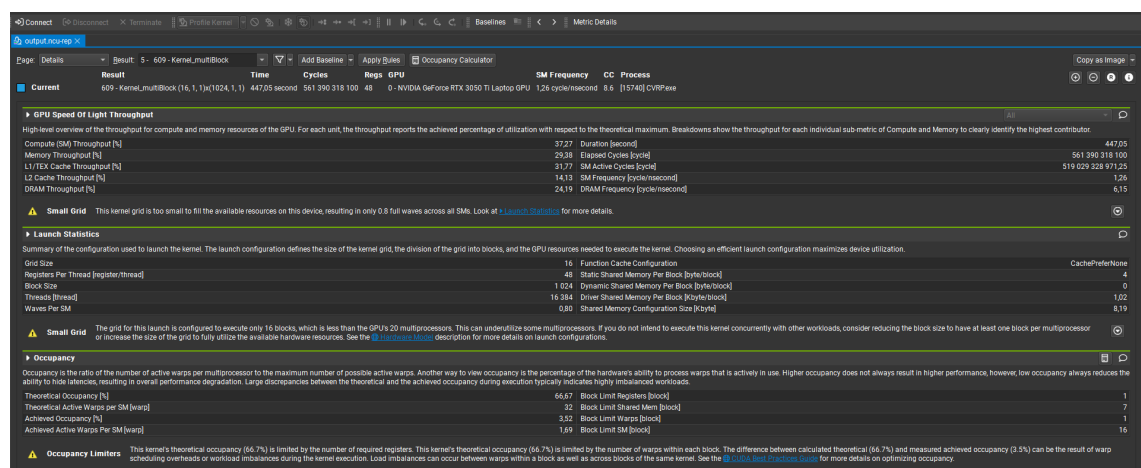 Connect Disconnect Terminate Profile Kernel Baselines Metric Details
output.ncu-rep
Page: Details Result: 5 - 609 - Kernel_multiBlock Add Baseline Apply Rules Occupancy Calculator Copy as Image
Result Time Cycles Regs GPU SM Frequency CC Process
Current 609 - Kernel_multiBlock (16, 1, 1)x(1024, 1, 1) 447,05 second 561 390 318 100 48 0 - NVIDIA GeForce RTX 3050 Ti Laptop GPU 1,26 cycle/nsecond 8.6 [15740] CVRP.exe
GPU Speed Of Light Throughput All
High-level overview of the throughput for compute and memory resources of the GPU. For each unit, the throughput reports the achieved percentage of utilization with respect to the theoretical maximum. Breakdowns show the throughput for each individual sub-metric of Compute and Memory to clearly identify the highest contributor.
Compute (SM) Throughput [%] 37,27 Duration [second] 447,05
Memory Throughput [%] 29,38 Elapsed Cycles [cycle] 561 390 318 100
L1/TEX Cache Throughput [%] 31,77 SM Active Cycles [cycle] 519 029 328 971,25
L2 Cache Throughput [%] 14,13 SM Frequency [cycle/nsecond] 1,26
DRAM Throughput [%] 24,19 DRAM Frequency [cycle/nsecond] 6,15
Small Grid This kernel grid is too small to fill the available resources on this device, resulting in only 0.8 full waves across all SMs. Look at Launch Statistics for more details.
Launch Statistics
Summary of the configuration used to launch the kernel. The launch configuration defines the size of the kernel grid, the division of the grid into blocks, and the GPU resources needed to execute the kernel. Choosing an efficient launch configuration maximizes device utilization.
Grid Size 16 Function Cache Configuration CachePreferNone
Registers Per Thread [register/thread] 48 Static Shared Memory Per Block [byte/block] 4
Block Size 1 024 Dynamic Shared Memory Per Block [byte/block] 0
Threads [thread] 16 384 Driver Shared Memory Per Block [Kbyte/block] 1,02
Waves Per SM 0,80 Shared Memory Configuration Size [Kbyte] 8,19
Small Grid The grid for this launch is configured to execute only 16 blocks, which is less than the GPU's 20 multiprocessors. This can underutilize some multiprocessors. If you do not intend to execute this kernel concurrently with other workloads, consider reducing the block size to have at least one block per multiprocessor
or increase the size of the grid to fully utilize the available hardware resources. See the Hardware Model description for more details on launch configurations.
Occupancy
Occupancy is the ratio of the number of active warps per multiprocessor to the maximum number of possible active warps. Another way to view occupancy is the percentage of the hardware's ability to process warps that is actively in use. Higher occupancy does not always result in higher performance, however, low occupancy always reduces the
ability to hide latencies, resulting in overall performance degradation. Large discrepancies between the theoretical and the achieved occupancy during execution typically indicates highly imbalanced workloads.
Theoretical Occupancy [%] 66,67 Block Limit Registers [block] 1
Theoretical Active Warps per SM [warp] 32 Block Limit Shared Mem [block] 7
Achieved Occupancy [%] 3,52 Block Limit Warps [block] 1
Achieved Active Warps Per SM [warp] 1,69 Block Limit SM [block] 16
Occupancy Limiters This kernel's theoretical occupancy (66.7%) is limited by the number of required registers. This kernel's theoretical occupancy (66.7%) is limited by the number of warps within each block. The difference between calculated theoretical (66.7%) and measured achieved occupancy (3.5%) can be the result of warp
scheduling overheads or workload imbalances during the kernel execution. Load imbalances can occur between warps within a block as well as across blocks of the same kernel. See the CUDA Best Practices Guide for more details on optimizing occupancy.